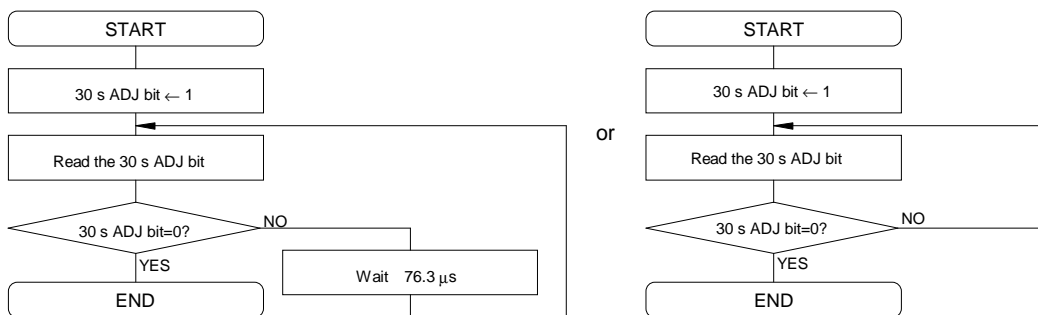 START
30 s ADJ bit ← 1
Read the 30 s ADJ bit
30 s ADJ bit=0?
NO
YES
Wait 76.3 μs
END
or
START
30 s ADJ bit ← 1
Read the 30 s ADJ bit
30 s ADJ bit=0?
NO
YES
END